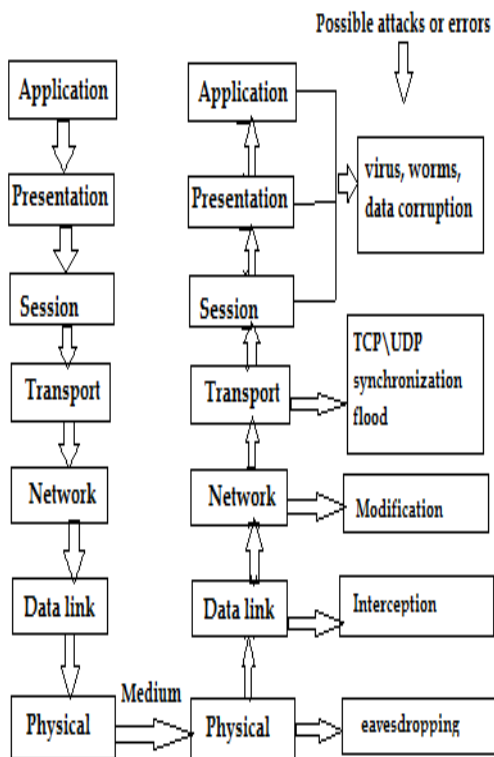 Possible attacks or errors
Application
Presentation
Session
Transport
Network
Data link
Physical
Medium
Application
Presentation
Session
Transport
Network
Data link
Physical
virus, worms,
data corruption
TCP\UDP
synchronization
flood
Modification
Interception
eavesdropping